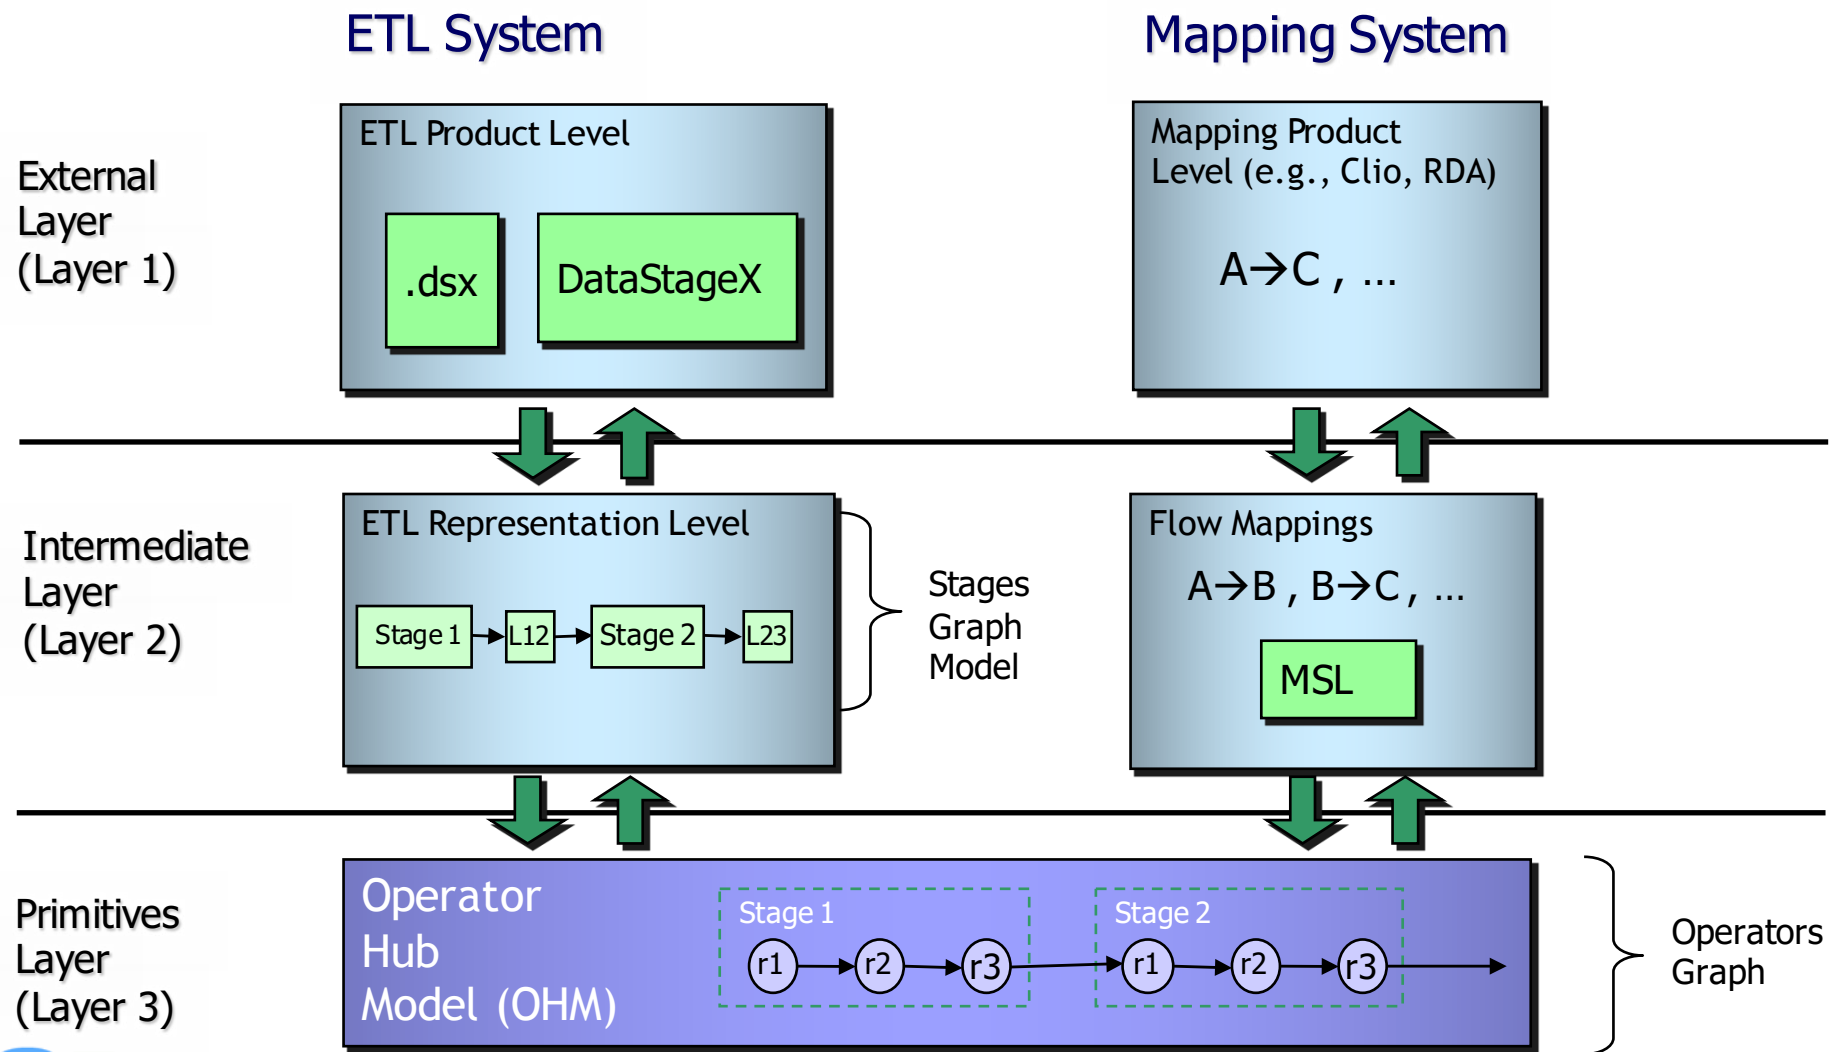 ETL System
Mapping System
External
Layer
(Layer 1)
ETL Product Level
.dsx
DataStageX
Mapping Product
Level (e.g., Clio, RDA)
A→C , ...
Intermediate
Layer
(Layer 2)
ETL Representation Level
Stage 1
L12
Stage 2
L23
Stages
Graph
Model
Flow Mappings
A→B , B→C , ...
MSL
Primitives
Layer
(Layer 3)
Operator
Hub
Model (OHM)
Stage 1
r1
r2
r3
Stage 2
r1
r2
r3
Operators
Graph